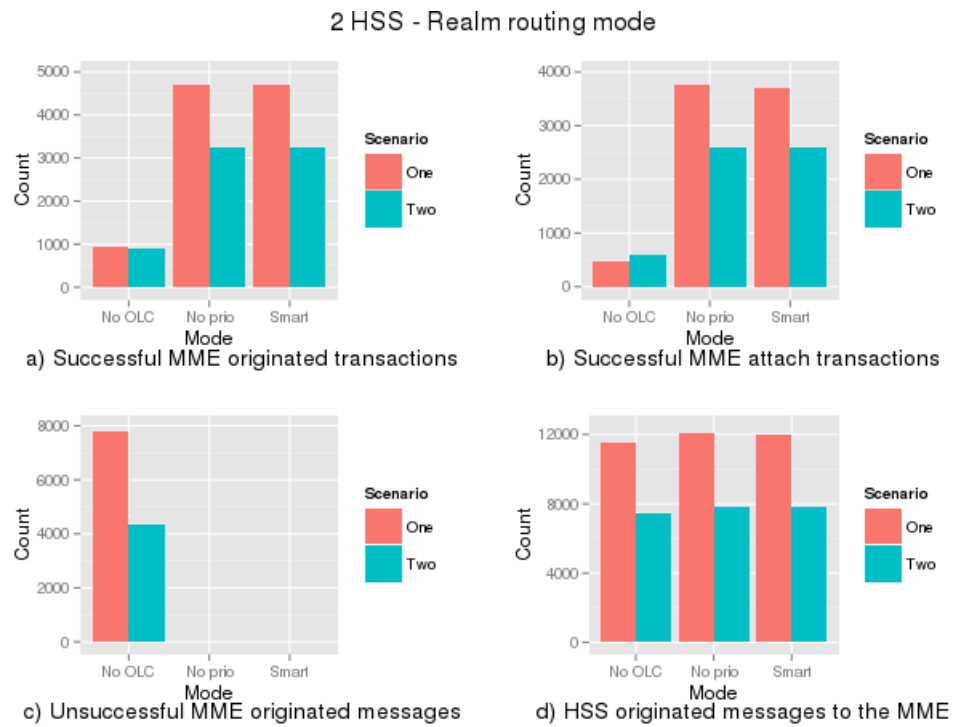 2 HSS - Realm routing mode
5000
4000
3000
2000
1000
0
Count
No OLC
No prio
Smart
Mode
Scenario
One
Two
a) Successful MME originated transactions
4000
3000
2000
1000
0
Count
No OLC
No prio
Smart
Mode
Scenario
One
Two
b) Successful MME attach transactions
8000
6000
4000
2000
0
Count
No OLC
No prio
Smart
Mode
Scenario
One
Two
c) Unsuccessful MME originated messages
12000
8000
4000
0
Count
No OLC
No prio
Smart
Mode
Scenario
One
Two
d) HSS originated messages to the MME